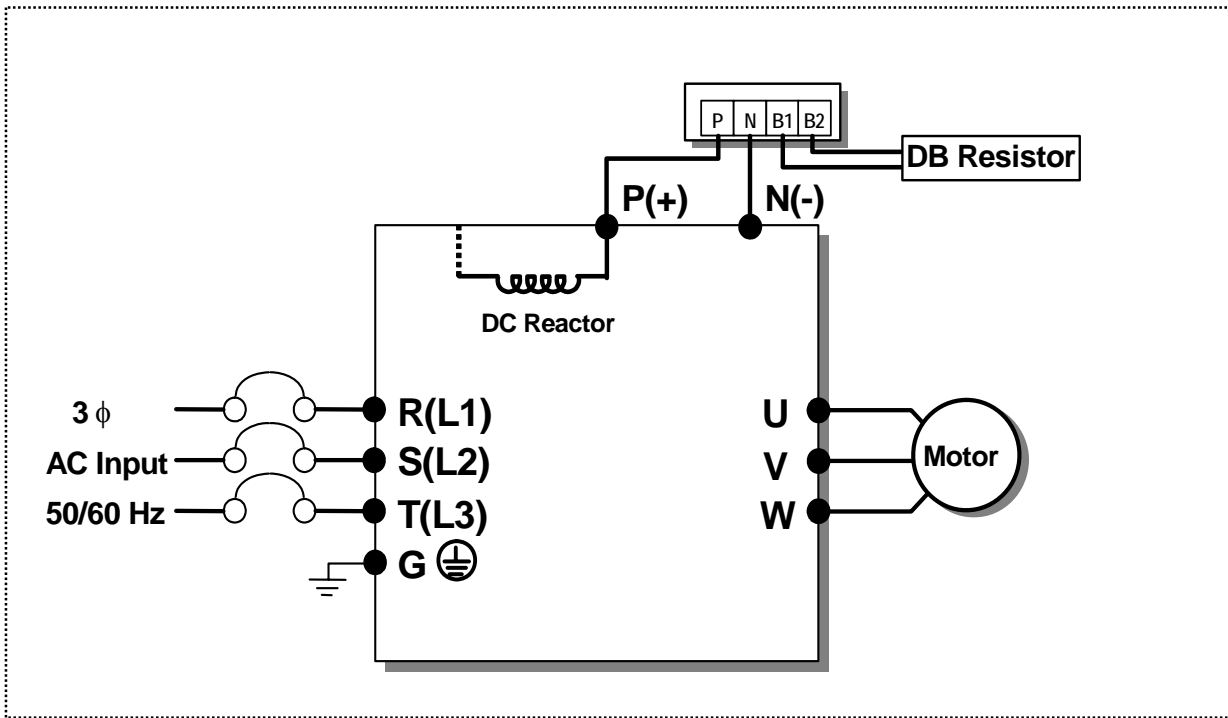 P N B1 B2
DB Resistor
P(+) N(-)
DC Reactor
3 ϕ
R(L1)
U
AC Input
S(L2)
V
Motor
50/60 Hz
T(L3)
W
G